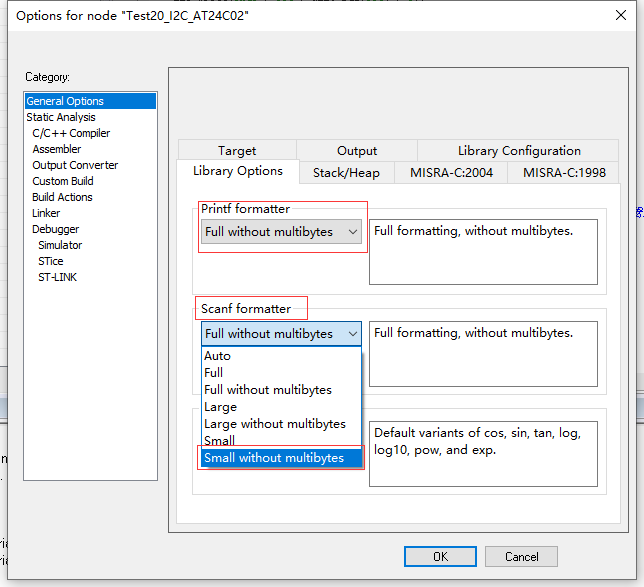 Options for node "Test20_I2C_AT24C02"
Category:
General Options
Static Analysis
C/C++ Compiler
Assembler
Output Converter
Custom Build
Build Actions
Linker
Debugger
Simulator
STice
ST-LINK
Target
Output
Library Configuration
Library Options
Stack/Heap
MISRA-C:2004
MISRA-C:1998
Printf formatter
Full without multibytes
Full formatting, without multibytes.
Scanf formatter
Full without multibytes
Full formatting, without multibytes.
Auto
Full
Full without multibytes
Large
Large without multibytes
Small
Small without multibytes
Default variants of cos, sin, tan, log,
log10, pow, and exp.
OK
Cancel